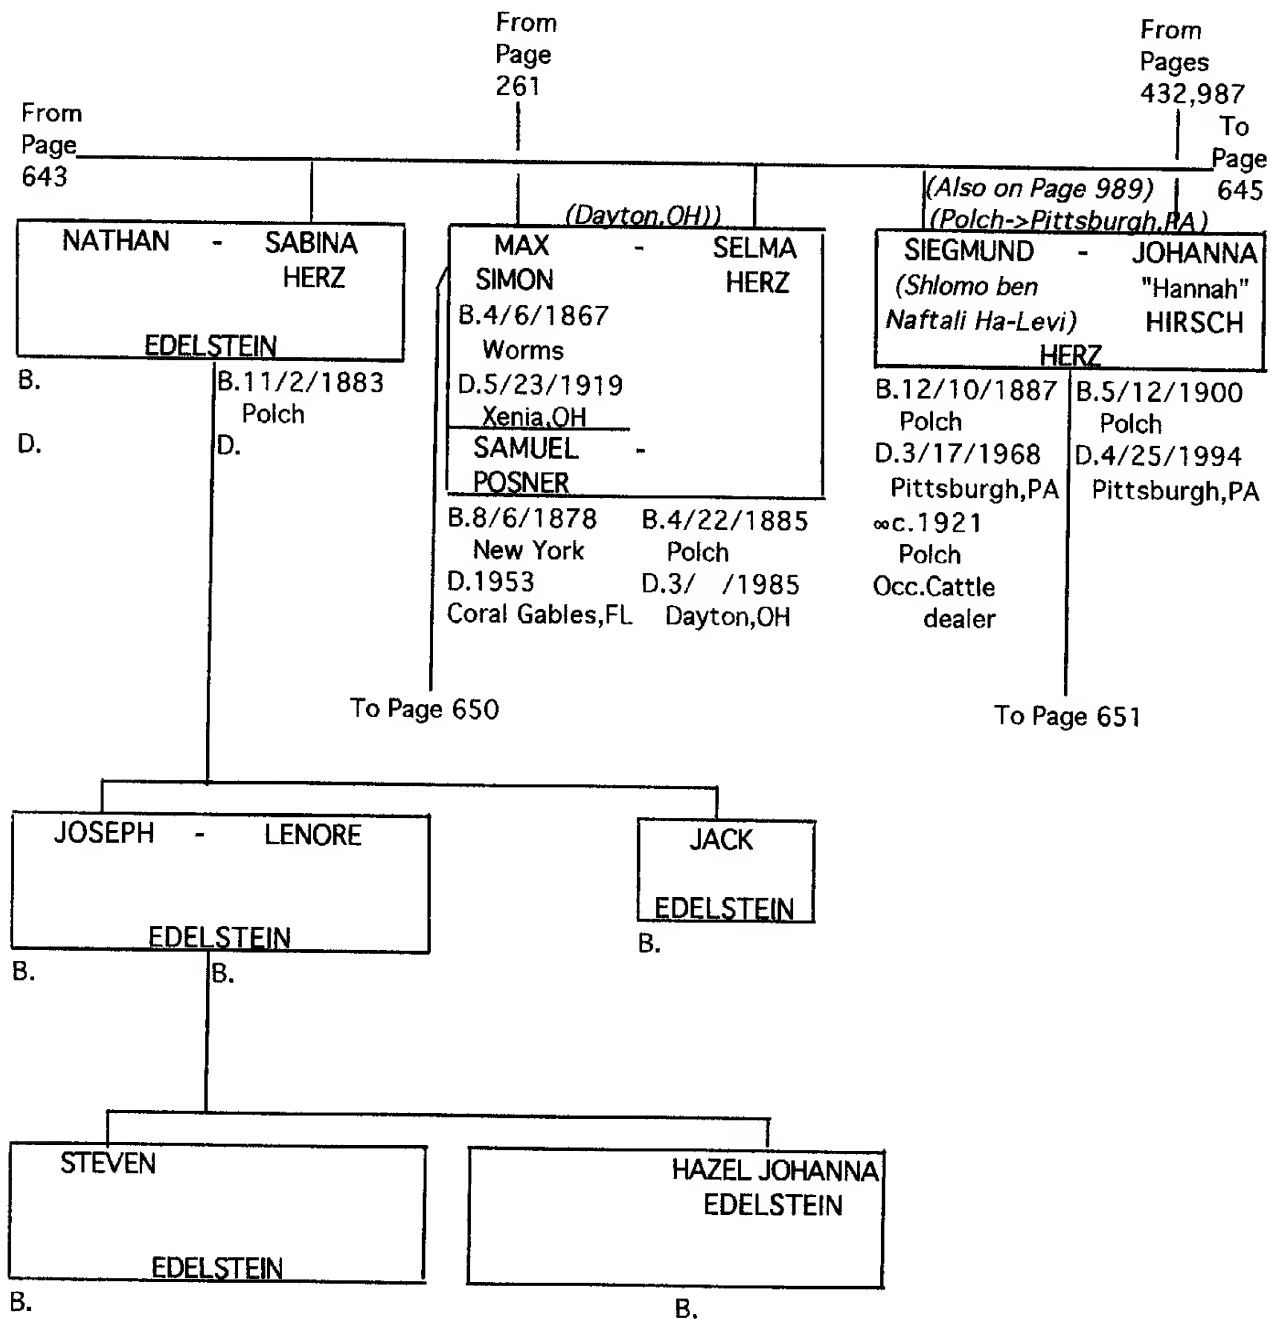 From
Page
261
From
Pages
432,987
From
Page
643
To
Page
645
(Dayton,OH))
(Also on Page 989)
(Polch->Pittsburgh,PA)
NATHAN - SABINA
HERZ
EDELSTEIN
B.
B.11/2/1883
Polch
D.
D.
MAX - SELMA
SIMON HERZ
B.4/6/1867
Worms
D.5/23/1919
Xenia,OH
SAMUEL -
POSNER
B.8/6/1878
New York
D.1953
Coral Gables,FL
B.4/22/1885
Polch
D.3/ /1985
Dayton,OH
SIEGMUND - JOHANNA
(Shlomo ben "Hannah"
Naftali Ha-Levi) HIRSCH
HERZ
B.12/10/1887
Polch
D.3/17/1968
Pittsburgh,PA
∞c.1921
Polch
Occ.Cattle
dealer
B.5/12/1900
Polch
D.4/25/1994
Pittsburgh,PA
To Page 650
To Page 651
JOSEPH - LENORE
EDELSTEIN
B.
B.
JACK
EDELSTEIN
B.
STEVEN
EDELSTEIN
B.
HAZEL JOHANNA
EDELSTEIN
B.